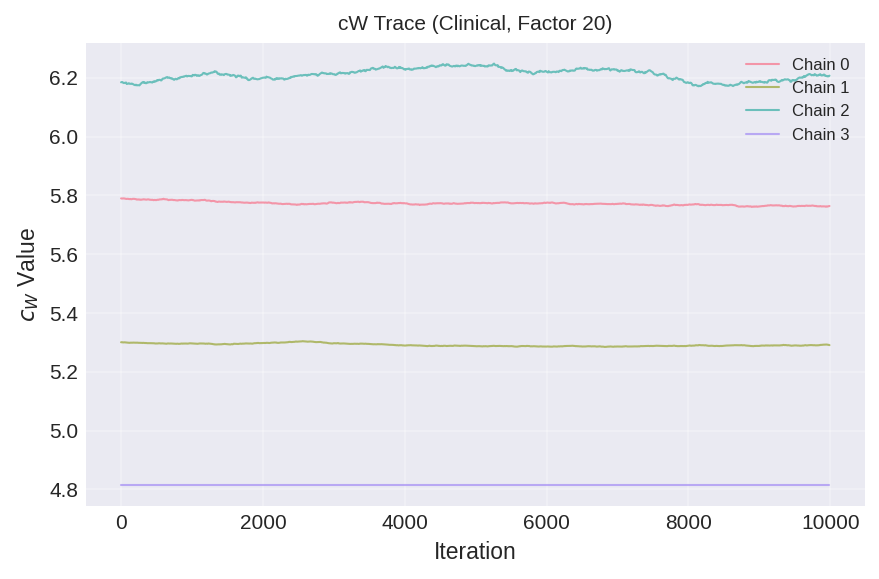 cW Trace (Clinical, Factor 20)
Chain 0
Chain 1
Chain 2
Chain 3
6.2
6.0
5.8
5.6
5.4
5.2
5.0
4.8
c_W Value
0 2000 4000 6000 8000 10000
Iteration